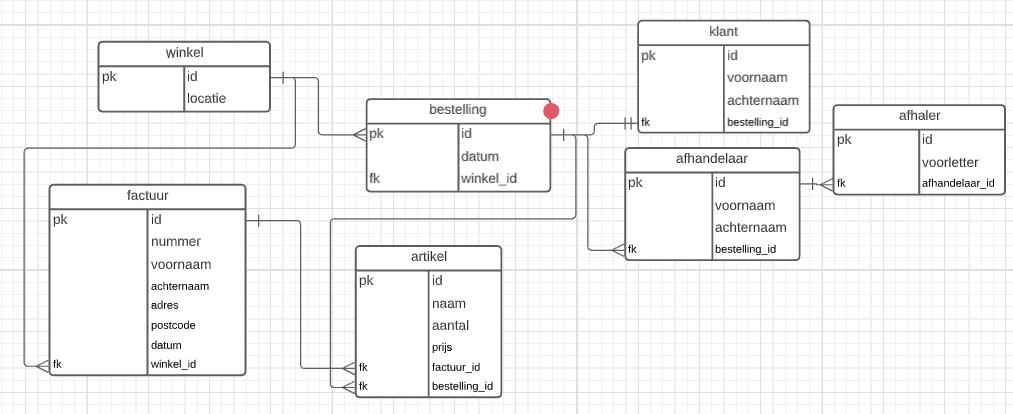 winkel
pk id
locatie
bestelling
pk id
datum
fk winkel_id
klant
pk id
voornaam
achternaam
fk bestelling_id
afhaler
pk id
voorletter
fk afhandelaar_id
afhandelaar
pk id
voornaam
achternaam
fk bestelling_id
factuur
pk id
nummer
voornaam
achternaam
adres
postcode
datum
fk winkel_id
artikel
pk id
naam
aantal
prijs
fk factuur_id
fk bestelling_id